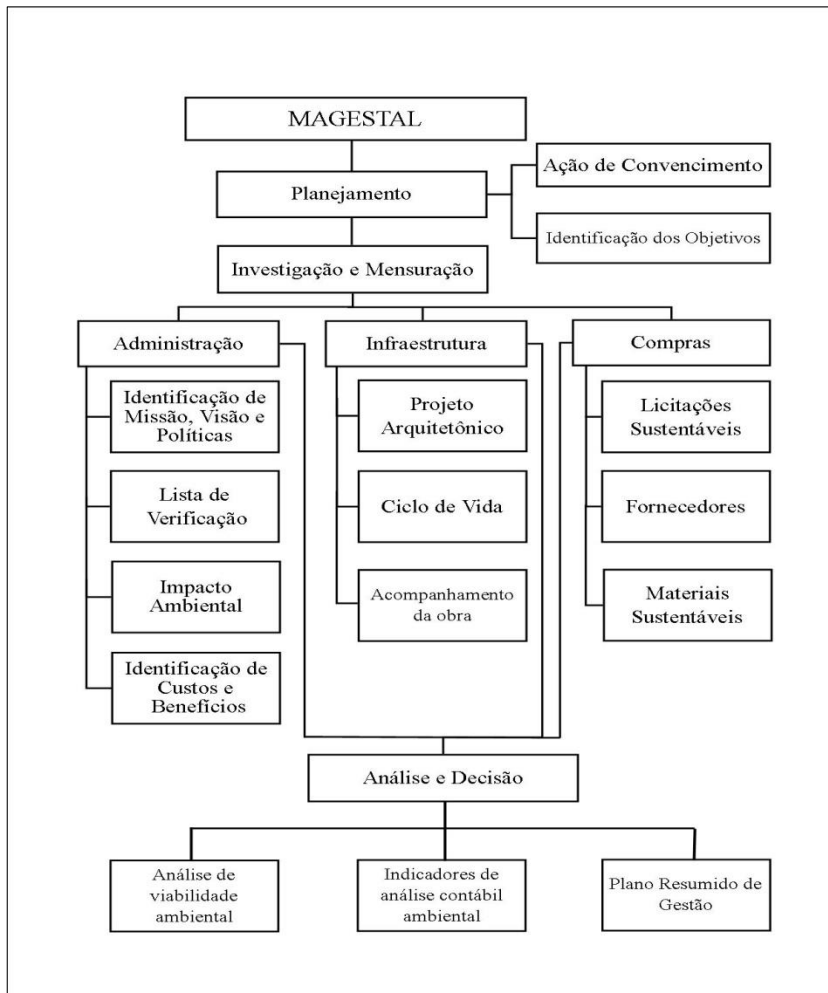 MAGESTAL
Planejamento
Ação de Convencimento
Identificação dos Objetivos
Investigação e Mensuração
Administração
Identificação de
Missão, Visão e
Políticas
Lista de
Verificação
Impacto
Ambiental
Identificação de
Custos e
Benefícios
Infraestrutura
Projeto
Arquitetônico
Ciclo de Vida
Acompanhamento
da obra
Compras
Licitações
Sustentáveis
Fornecedores
Materiais
Sustentáveis
Análise e Decisão
Análise de
viabilidade
ambiental
Indicadores de
análise contábil
ambiental
Plano Resumido de
Gestão